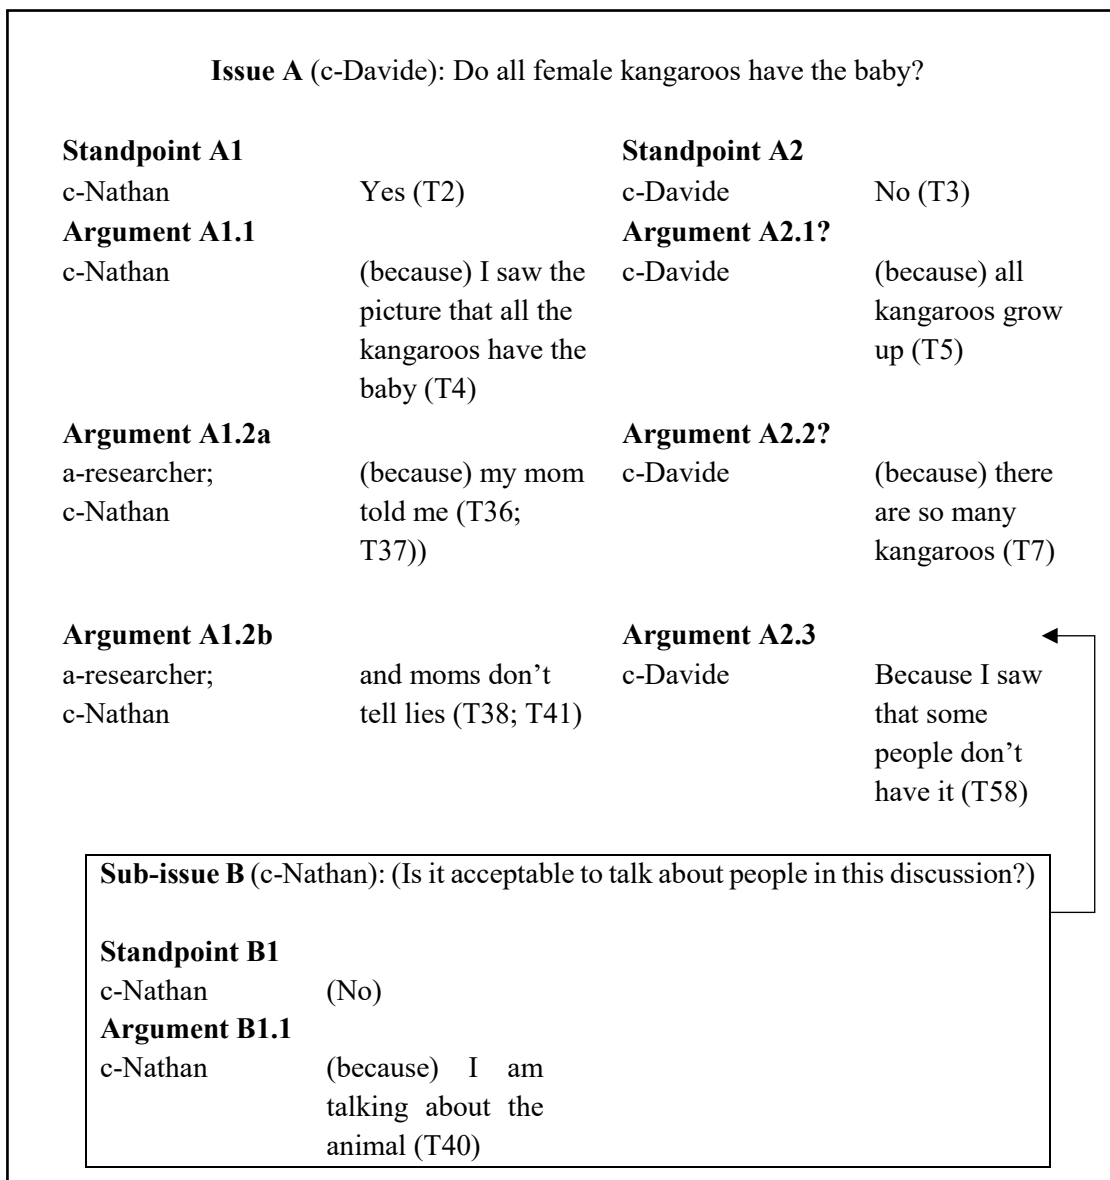 Issue A (c-Davide): Do all female kangaroos have the baby?
Standpoint A1
c-Nathan Yes (T2)
Argument A1.1
c-Nathan (because) I saw the
picture that all the
kangaroos have the
baby (T4)
Argument A1.2a
a-researcher; (because) my mom
c-Nathan told me (T36;
T37))
Argument A1.2b
a-researcher; and moms don’t
c-Nathan tell lies (T38; T41)
Standpoint A2
c-Davide No (T3)
Argument A2.1?
c-Davide (because) all
kangaroos grow
up (T5)
Argument A2.2?
c-Davide (because) there
are so many
kangaroos (T7)
Argument A2.3
c-Davide Because I saw
that some
people don’t
have it (T58)
Sub-issue B (c-Nathan): (Is it acceptable to talk about people in this discussion?)
Standpoint B1
c-Nathan (No)
Argument B1.1
c-Nathan (because) I am
talking about the
animal (T40)